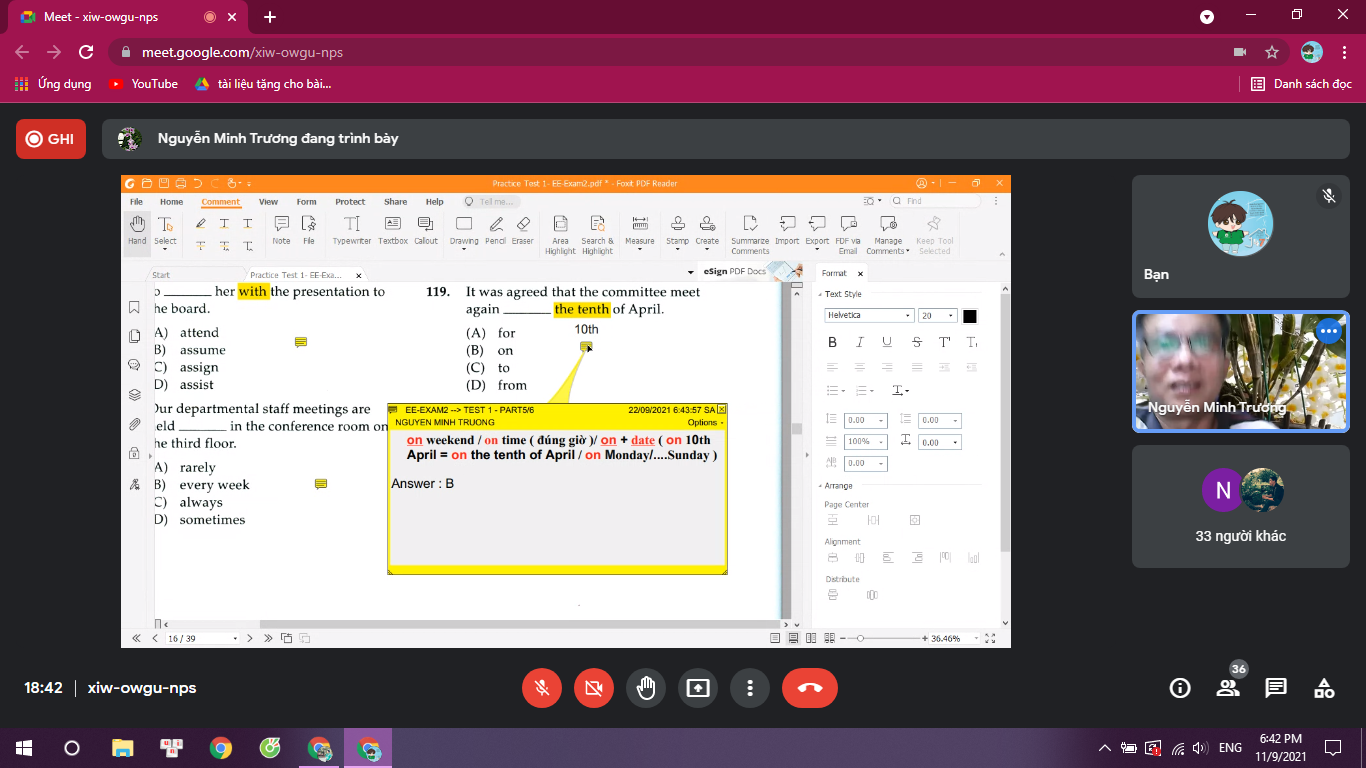 Meet - xiw-owgu-nps
meet.google.com/xiw-owgu-nps
Ứng dụng
YouTube
tài liệu tặng cho bài...
Danh sách đọc
GHI
Nguyễn Minh Trương đang trình bày
Practice Test 1- EE-Exam2.pdf * - Foxit PDF Reader
File Home Comment View Form Protect Share Help Tell me... Find
Hand Select Note File Typewriter Textbox Callout Drawing Pencil Eraser Area Highlight Search & Highlight Measure Stamp Create Summarize Comments Import Export FDF via Email Manage Comments Keep Tool Selected
Start
Practice Test 1- EE-Exa...
eSign PDF Docs
o ______ her with the presentation to
he board.
A) attend
B) assume
C) assign
D) assist
Our departmental staff meetings are
eld ______ in the conference room on
he third floor.
A) rarely
B) every week
C) always
D) sometimes
119. It was agreed that the committee meet
again ______ the tenth of April.
10th
(A) for
(B) on
(C) to
(D) from
EE-EXAM2 --> TEST 1 - PART5/6 22/09/2021 6:43:57 SA
NGUYEN MINH TRUONG Options
on weekend / on time ( đúng giờ )/ on + date ( on 10th
April = on the tenth of April / on Monday/....Sunday )
Answer : B
Format
Text Style
Helvetica 20
B I U S T T
0.00 0.00
100% 0.00
0.00
Arrange
Page Center
Alignment
Distribute
16 / 39
36.46%
Bạn
Nguyễn Minh Trương
N
33 người khác
18:42
xiw-owgu-nps
36
ENG
6:42 PM
11/9/2021